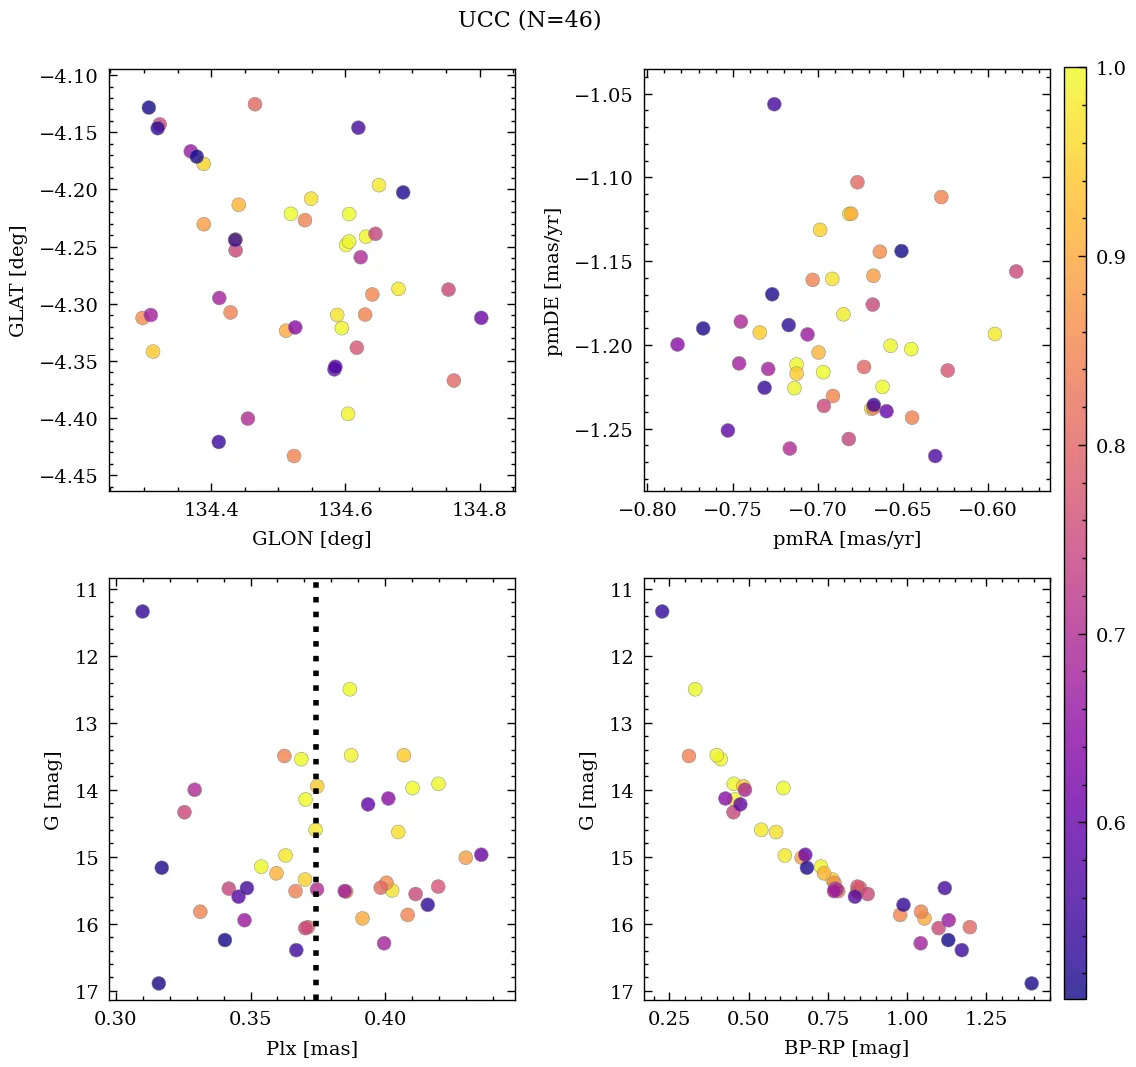 UCC (N=46)
−4.10
−4.15
−4.20
−4.25
−4.30
−4.35
−4.40
−4.45
GLAT [deg]
134.4 134.6 134.8
GLON [deg]
−1.05
−1.10
−1.15
−1.20
−1.25
pmDE [mas/yr]
−0.80 −0.75 −0.70 −0.65 −0.60
pmRA [mas/yr]
1.0
0.9
0.8
0.7
0.6
11
12
13
14
15
16
17
G [mag]
0.30 0.35 0.40
Plx [mas]
11
12
13
14
15
16
17
G [mag]
0.25 0.50 0.75 1.00 1.25
BP-RP [mag]